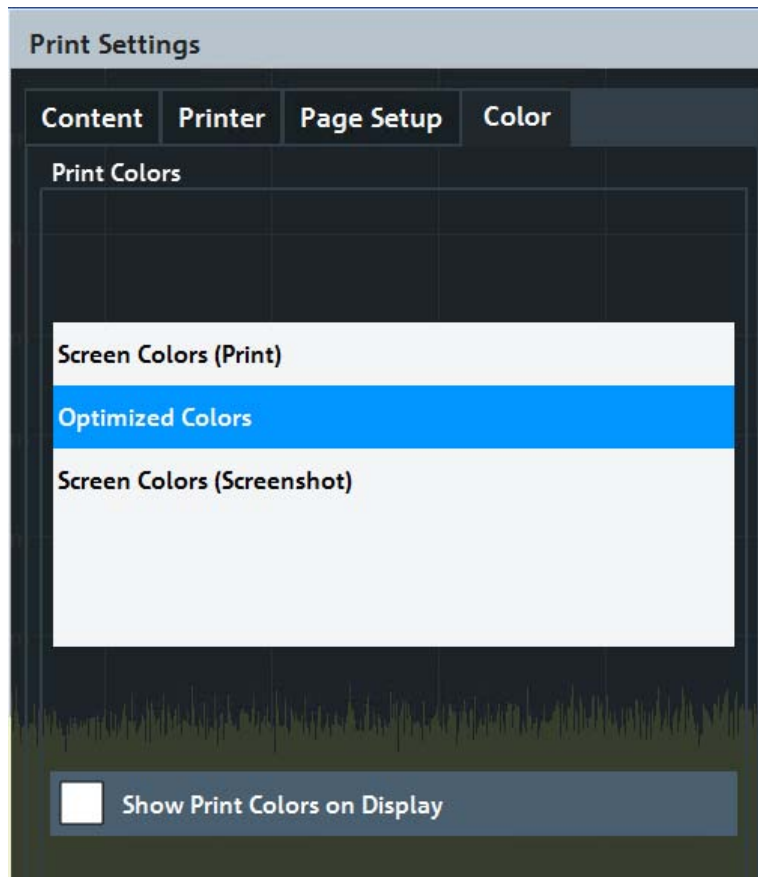 Print Settings
Content Printer Page Setup Color
Print Colors
Screen Colors (Print)
Optimized Colors
Screen Colors (Screenshot)
Show Print Colors on Display